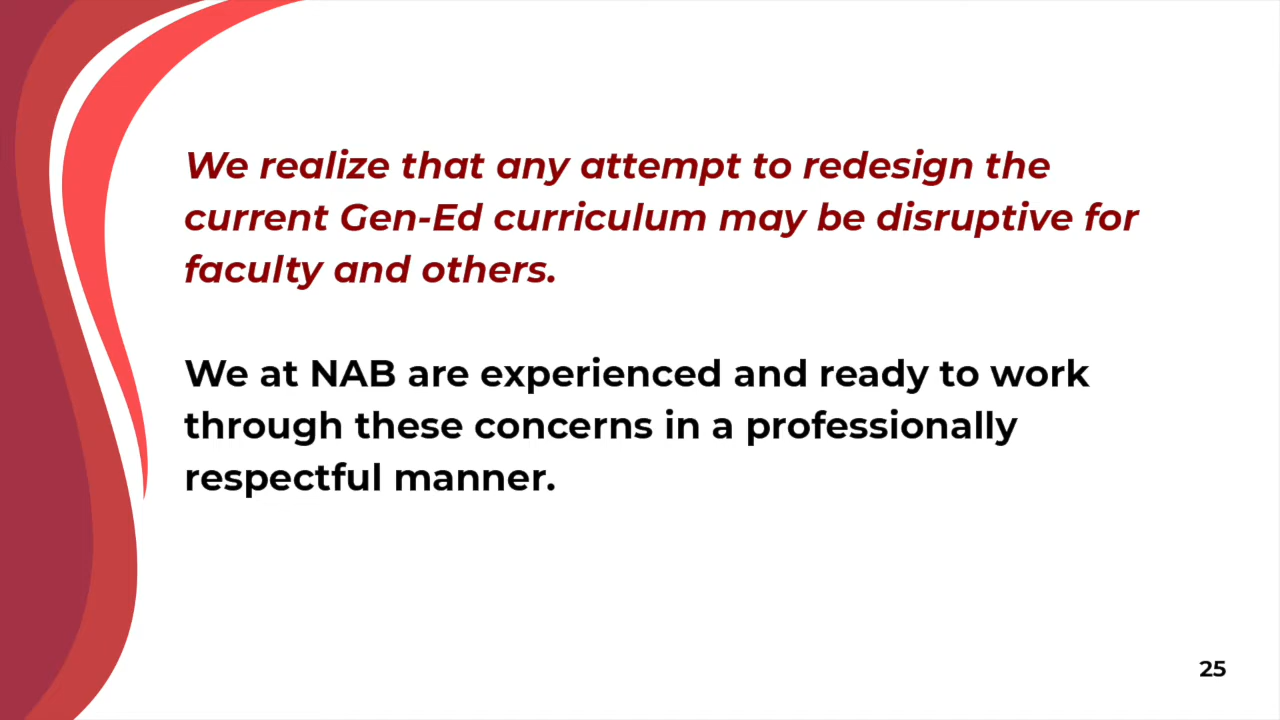 We realize that any attempt to redesign the
current Gen-Ed curriculum may be disruptive for
faculty and others.
We at NAB are experienced and ready to work
through these concerns in a professionally
respectful manner.
25